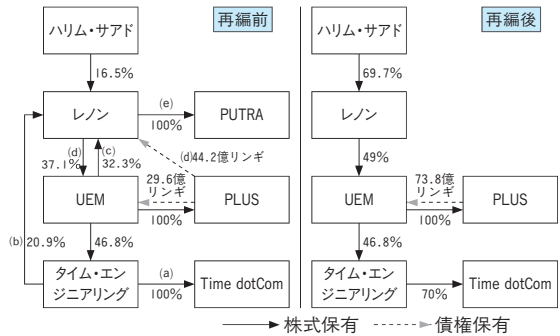 再編前
ハリム・サアド
16.5%
レノン
(e)
100%
PUTRA
(d)
37.1%
(c)
32.3%
(d)44.2億リンギ
29.6億
リンギ
UEM
100%
PLUS
(b)
20.9%
46.8%
タイム・エン
ジニアリング
(a)
100%
Time dotCom
再編後
ハリム・サアド
69.7%
レノン
49%
73.8億
リンギ
UEM
100%
PLUS
46.8%
タイム・エン
ジニアリング
70%
Time dotCom
株式保有
債権保有